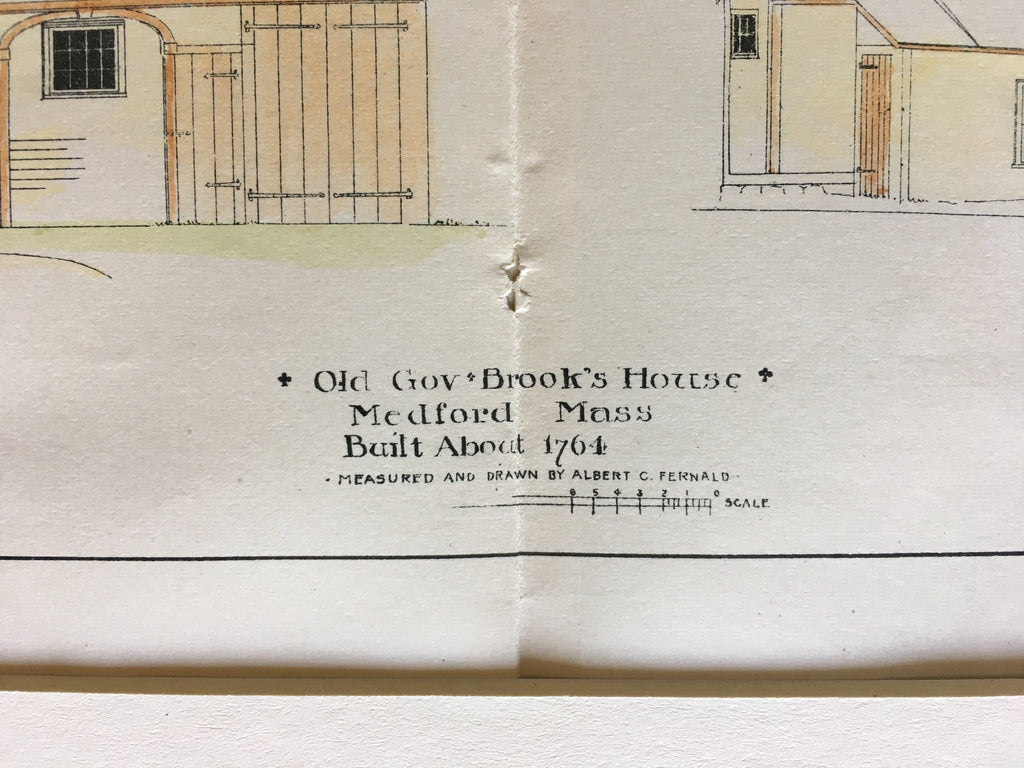 Old Gov Brook's House
Medford Mass
Built About 1764
MEASURED AND DRAWN BY ALBERT C. FERNALD
6 5 4 3 2 1 0 SCALE